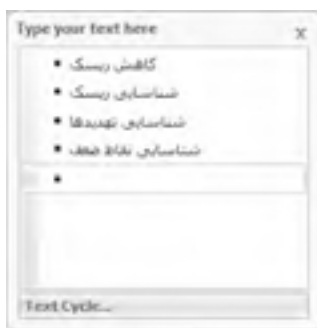 Type your text here
x
کاهش ریسک
شناسایی ریسک
شناسایی تهدیدها
شناسایی نقاط ضعف
Text Cycle...